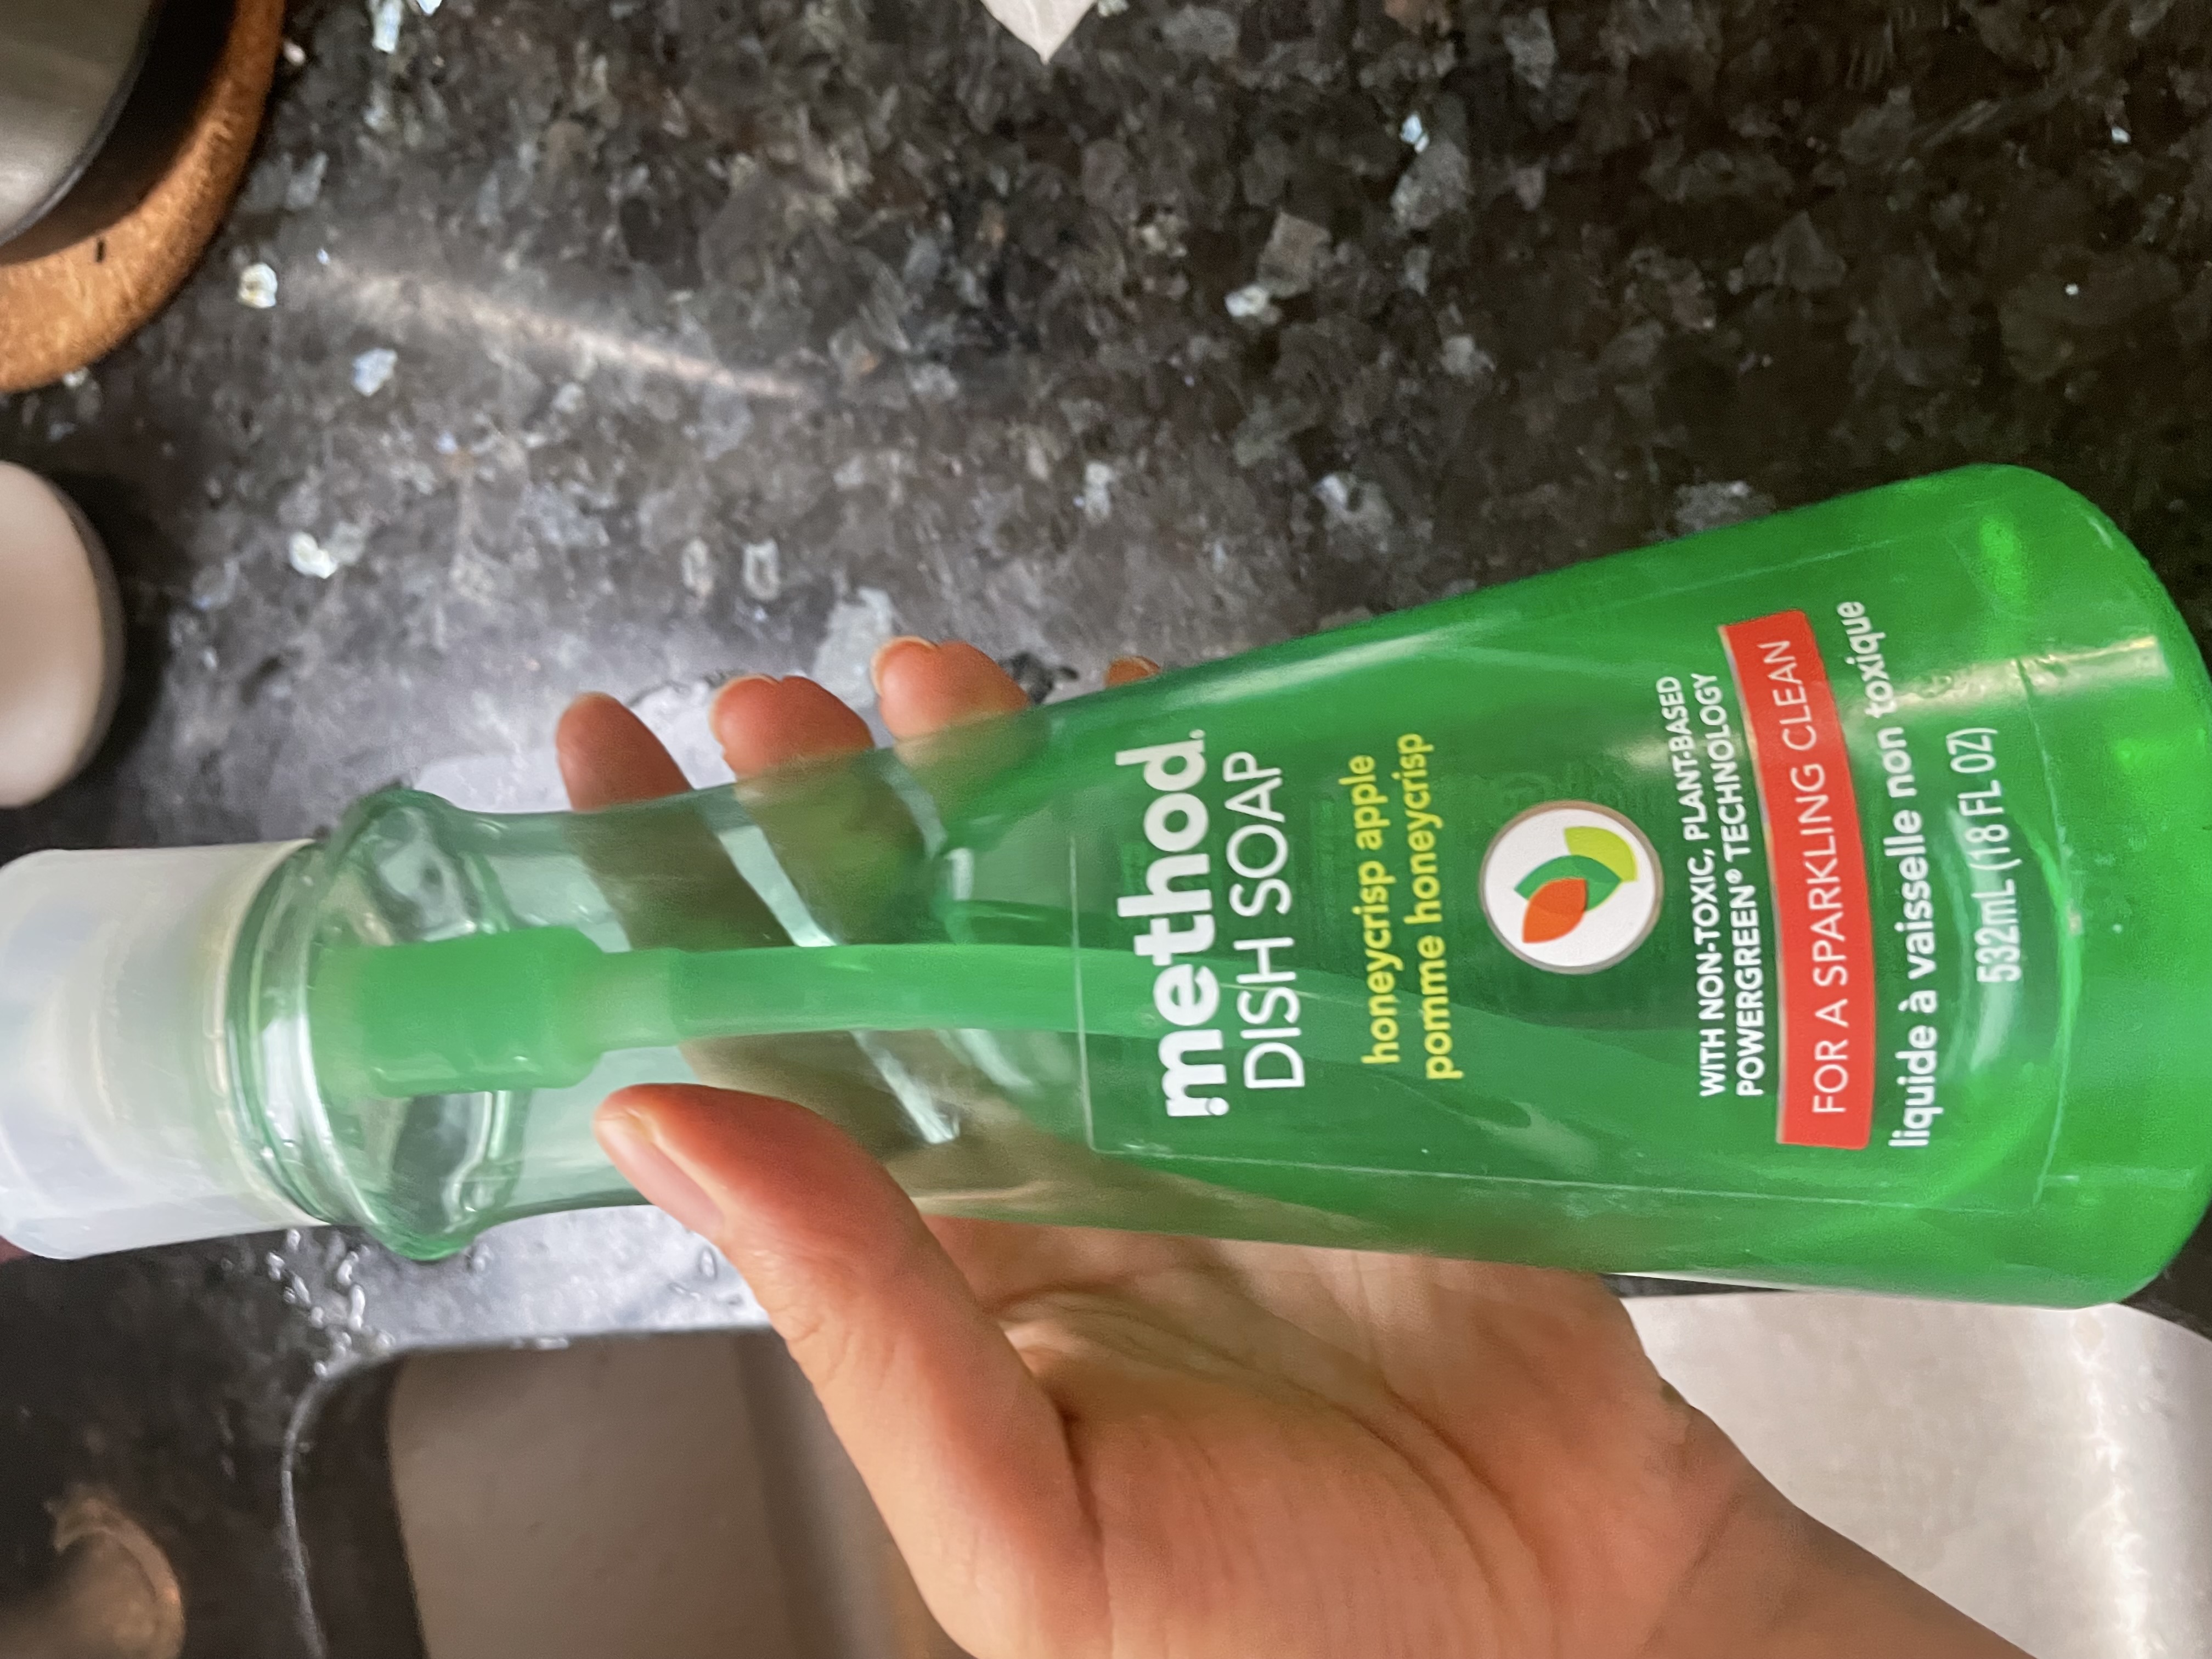 method.
DISH SOAP
honeycrisp apple
pomme honeycrisp
WITH NON-TOXIC, PLANT-BASED
POWERGREEN® TECHNOLOGY
FOR A SPARKLING CLEAN
liquide à vaisselle non toxique
532mL (18 FL OZ)